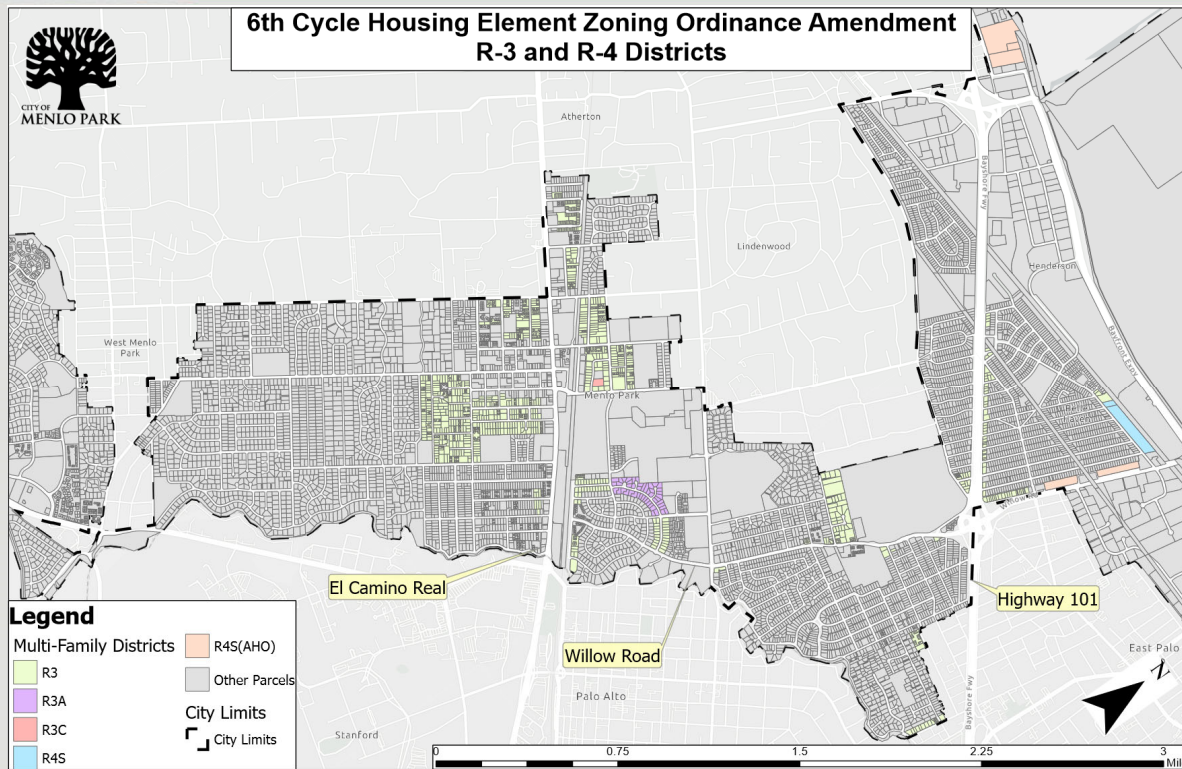 6th Cycle Housing Element Zoning Ordinance Amendment
R-3 and R-4 Districts
CITY OF
MENLO PARK
Atherton
Bayshore Fwy
Lindenwood
Henderson
West Menlo
Park
Menlo Park
El Camino Real
Highway 101
Willow Road
East Palo
Palo Alto
Stanford
Bayshore Fwy
Legend
Multi-Family Districts
R3
R3A
R3C
R4S
R4S(AHO)
Other Parcels
City Limits
City Limits
0 0.75 1.5 2.25 3
Mil